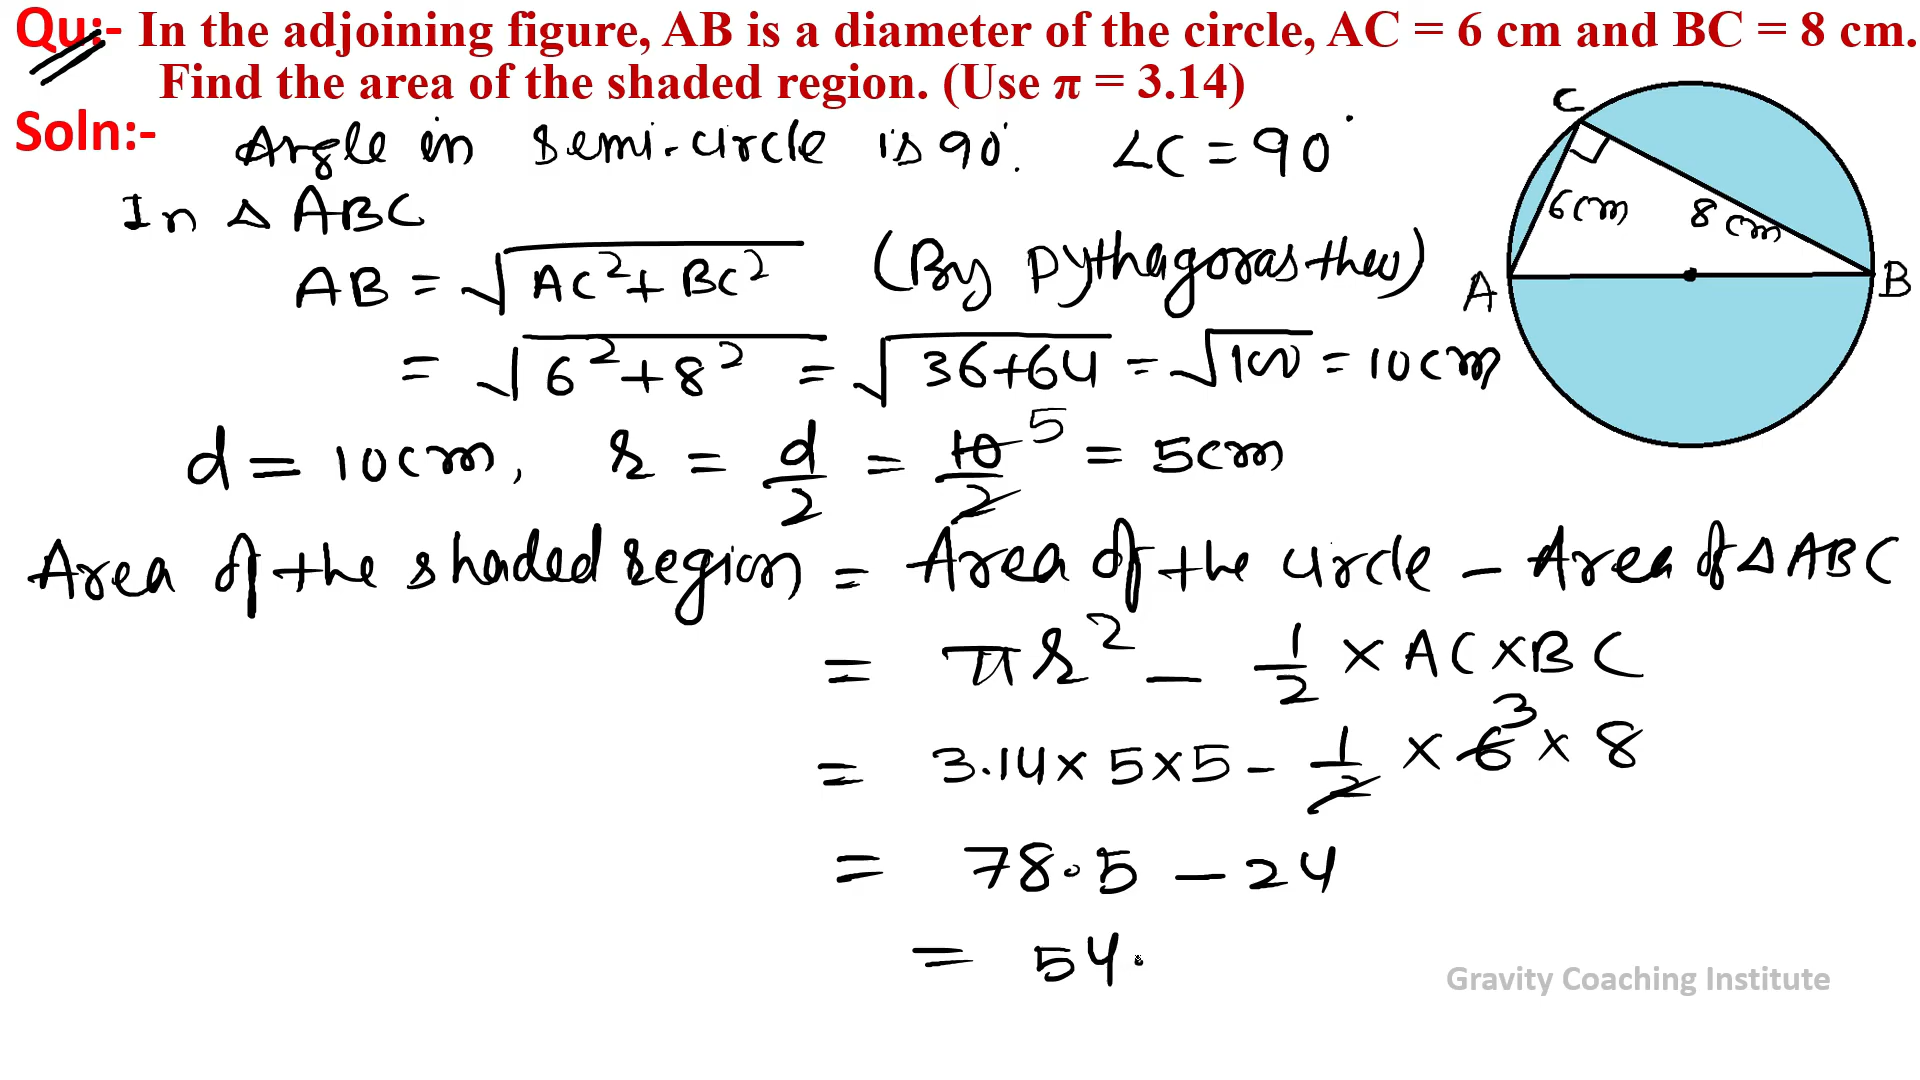 Qu:- In the adjoining figure, AB is a diameter of the circle, AC = 6 cm and BC = 8 cm.
Find the area of the shaded region. (Use π = 3.14)
Soln:- Angle in semi-circle is 90°. ∠C = 90°
In △ ABC
AB = √(AC² + BC²) (By pythagoras theo)
= √(6² + 8²) = √(36+64) = √100 = 10cm
d = 10cm, r = d/2 = 10/2 5 = 5cm
Area of the shaded region = Area of the circle - Area of △ ABC
= πr² - 1/2 × AC × BC
= 3.14 × 5 × 5 - 1/2 × 6 3 × 8
= 78.5 - 24
= 54.
C
6cm
8cm
A
B
Gravity Coaching Institute